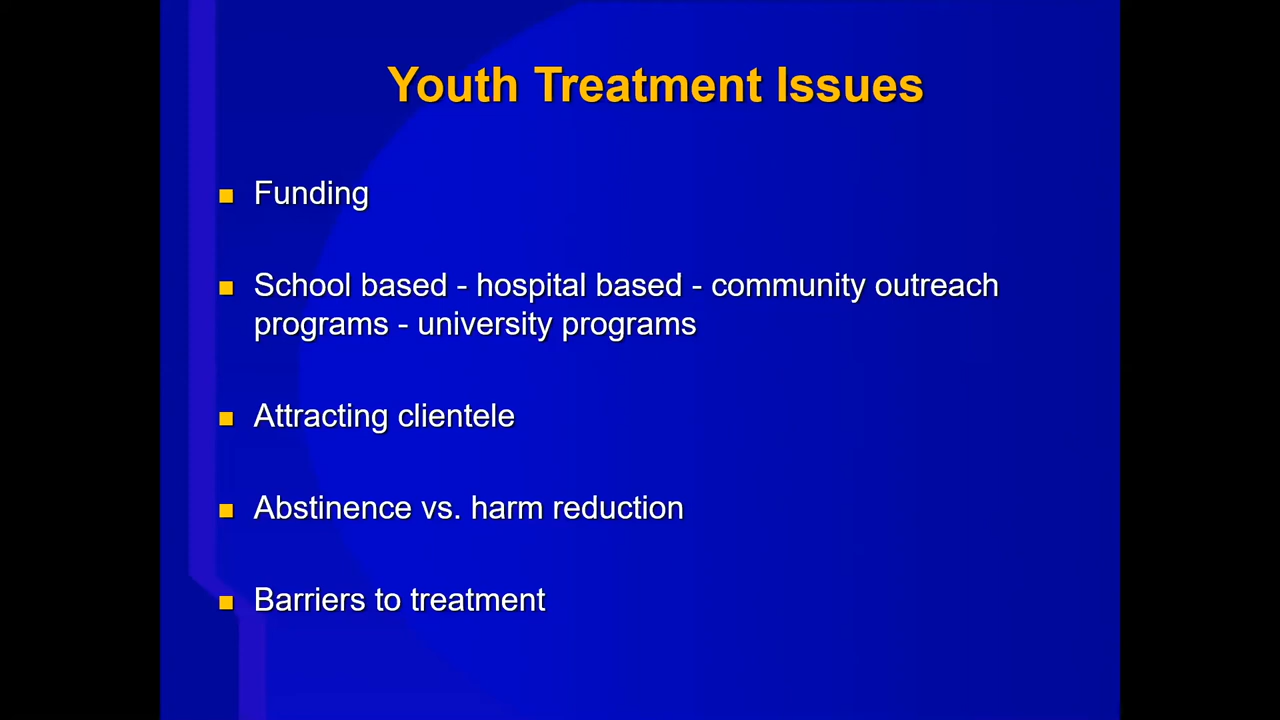 Youth Treatment Issues
Funding
School based - hospital based - community outreach
programs - university programs
Attracting clientele
Abstinence vs. harm reduction
Barriers to treatment